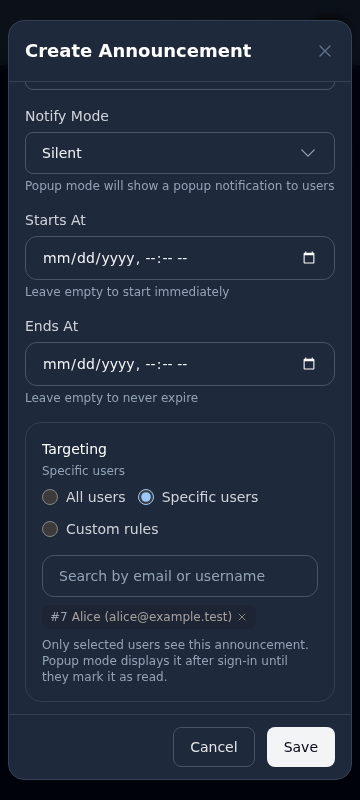 Create Announcement
Notify Mode
Silent
Popup mode will show a popup notification to users
Starts At
mm/dd/yyyy, --:-- --
Leave empty to start immediately
Ends At
mm/dd/yyyy, --:-- --
Leave empty to never expire
Targeting
Specific users
All users Specific users
Custom rules
Search by email or username
#7 Alice (alice@example.test)
Only selected users see this announcement.
Popup mode displays it after sign-in until
they mark it as read.
Cancel Save